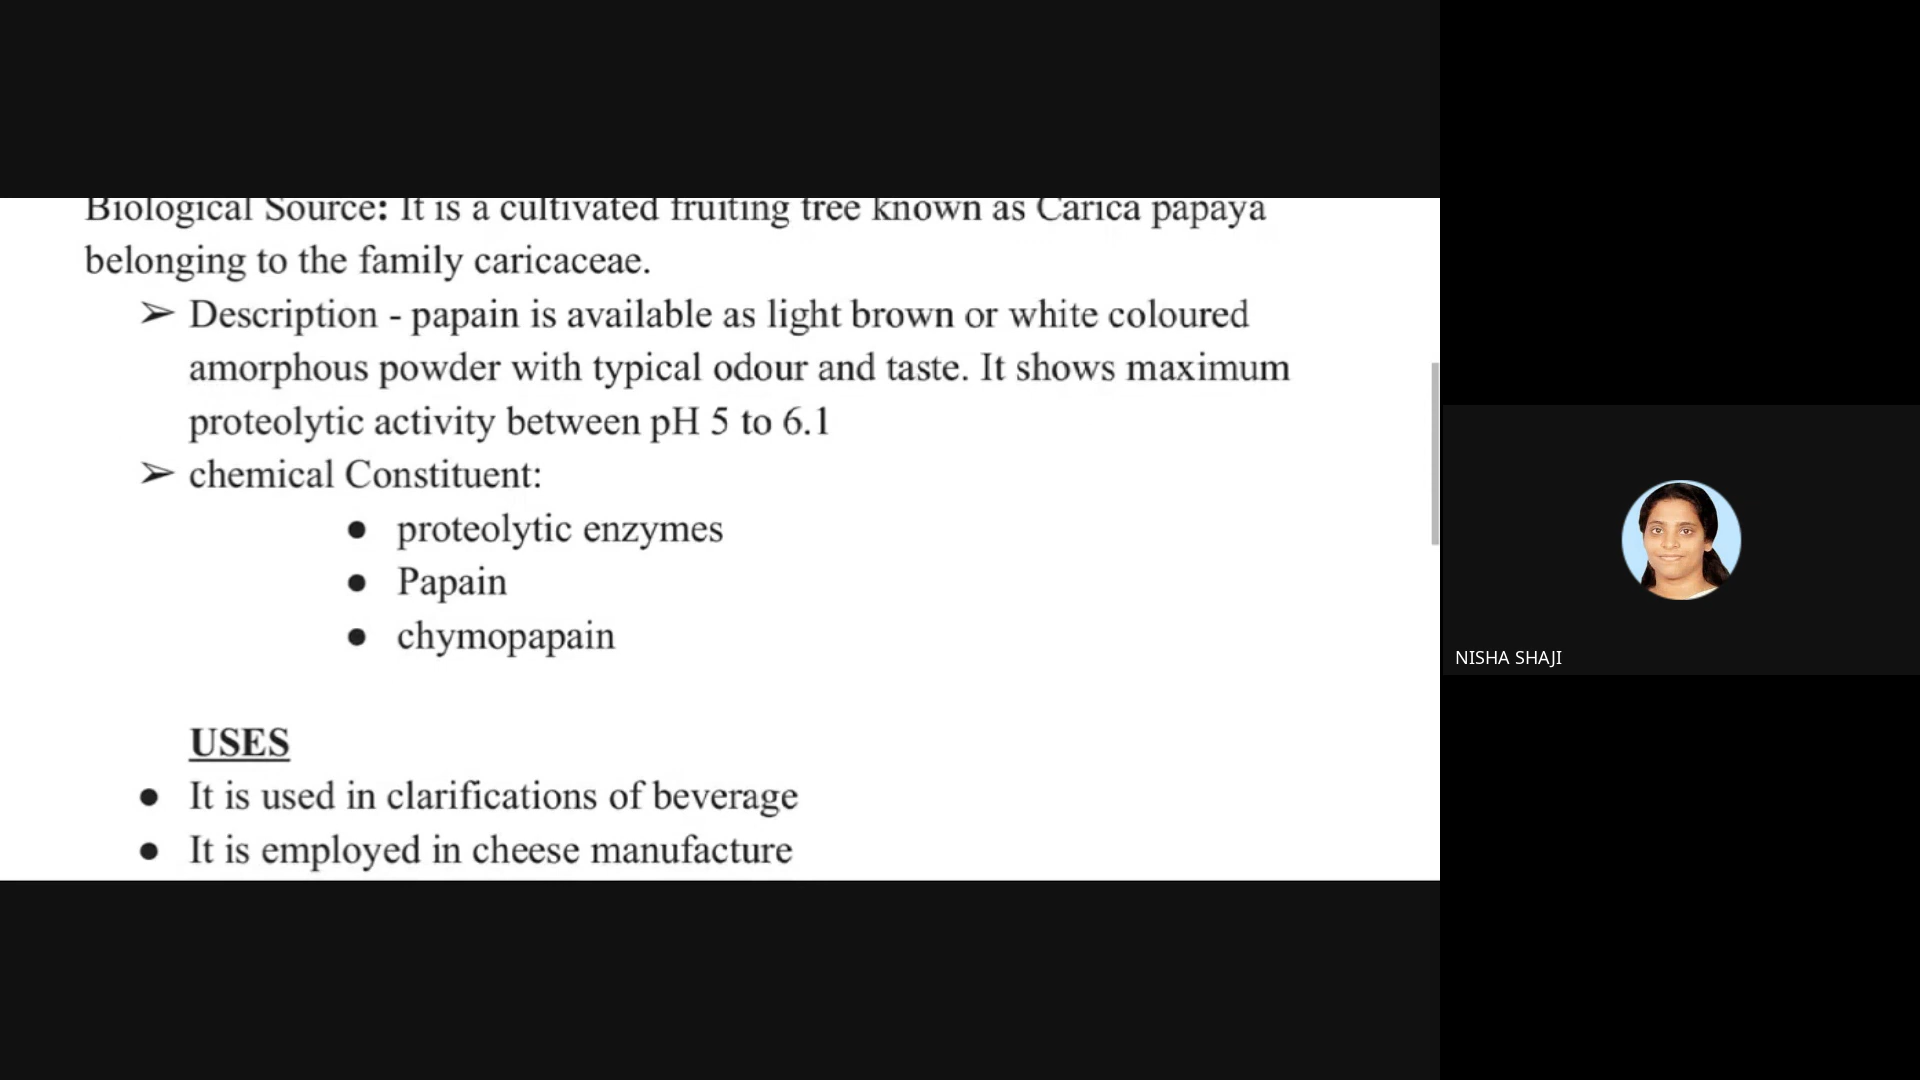 Biological Source: It is a cultivated fruiting tree known as Carica papaya
belonging to the family caricaceae.
➢ Description - papain is available as light brown or white coloured
amorphous powder with typical odour and taste. It shows maximum
proteolytic activity between pH 5 to 6.1
➢ chemical Constituent:
● proteolytic enzymes
● Papain
● chymopapain
USES
● It is used in clarifications of beverage
● It is employed in cheese manufacture
NISHA SHAJI